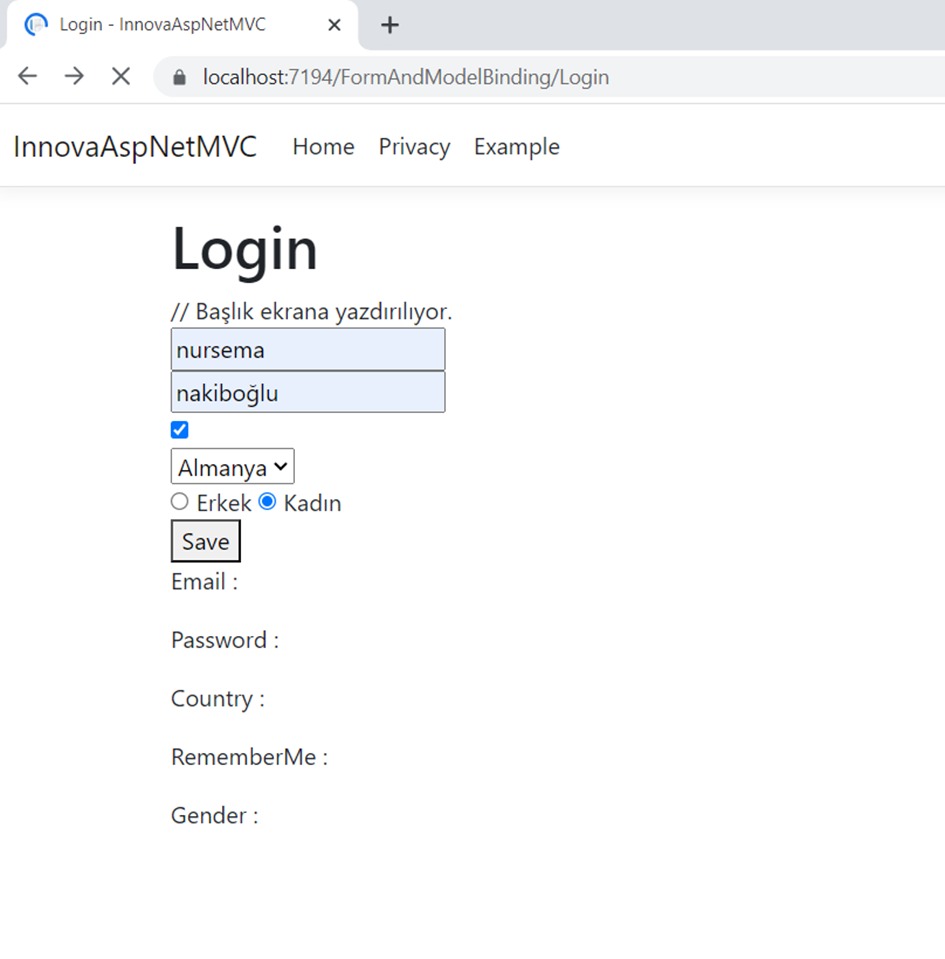 Login - InnovaAspNetMVC
localhost:7194/FormAndModelBinding/Login
InnovaAspNetMVC Home Privacy Example
Login
// Başlık ekrana yazdırılıyor.
nursema
nakiboğlu
Almanya
Erkek Kadın
Save
Email :
Password :
Country :
RememberMe :
Gender :